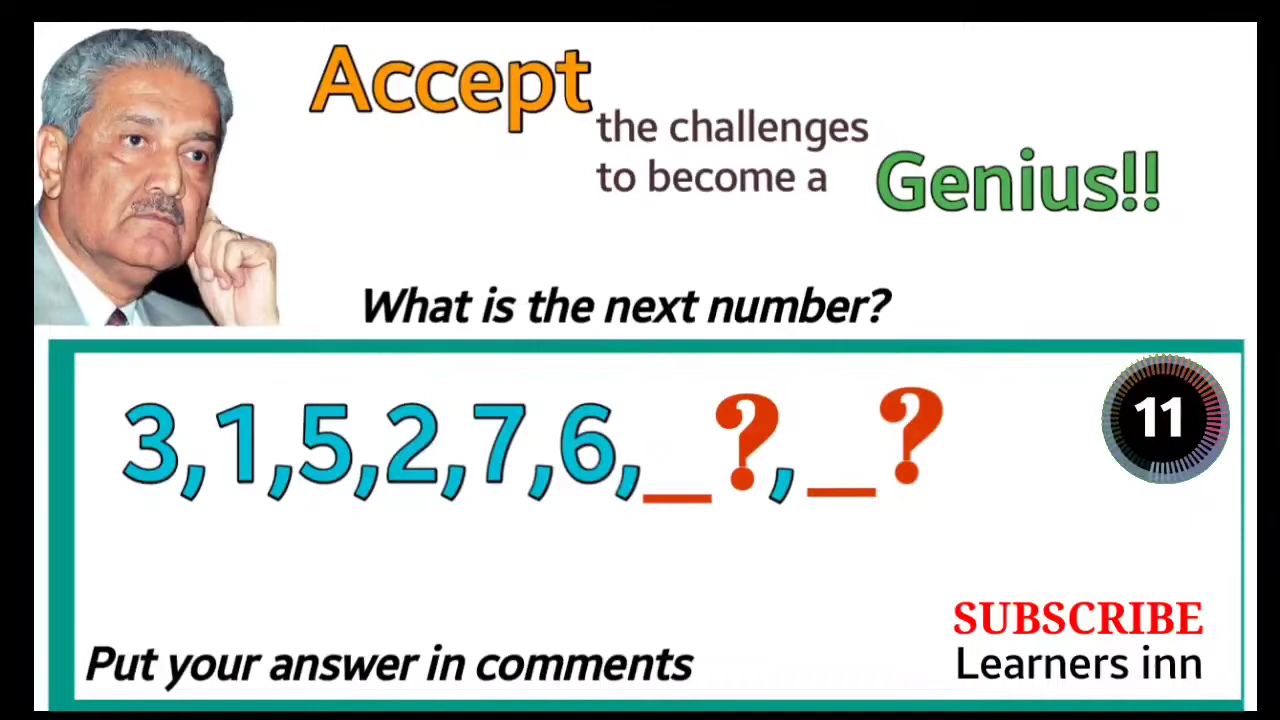 Accept
the challenges
to become a
Genius!!
What is the next number?
3,1,5,2,7,6,_?,_?
11
SUBSCRIBE
Put your answer in comments
Learners inn